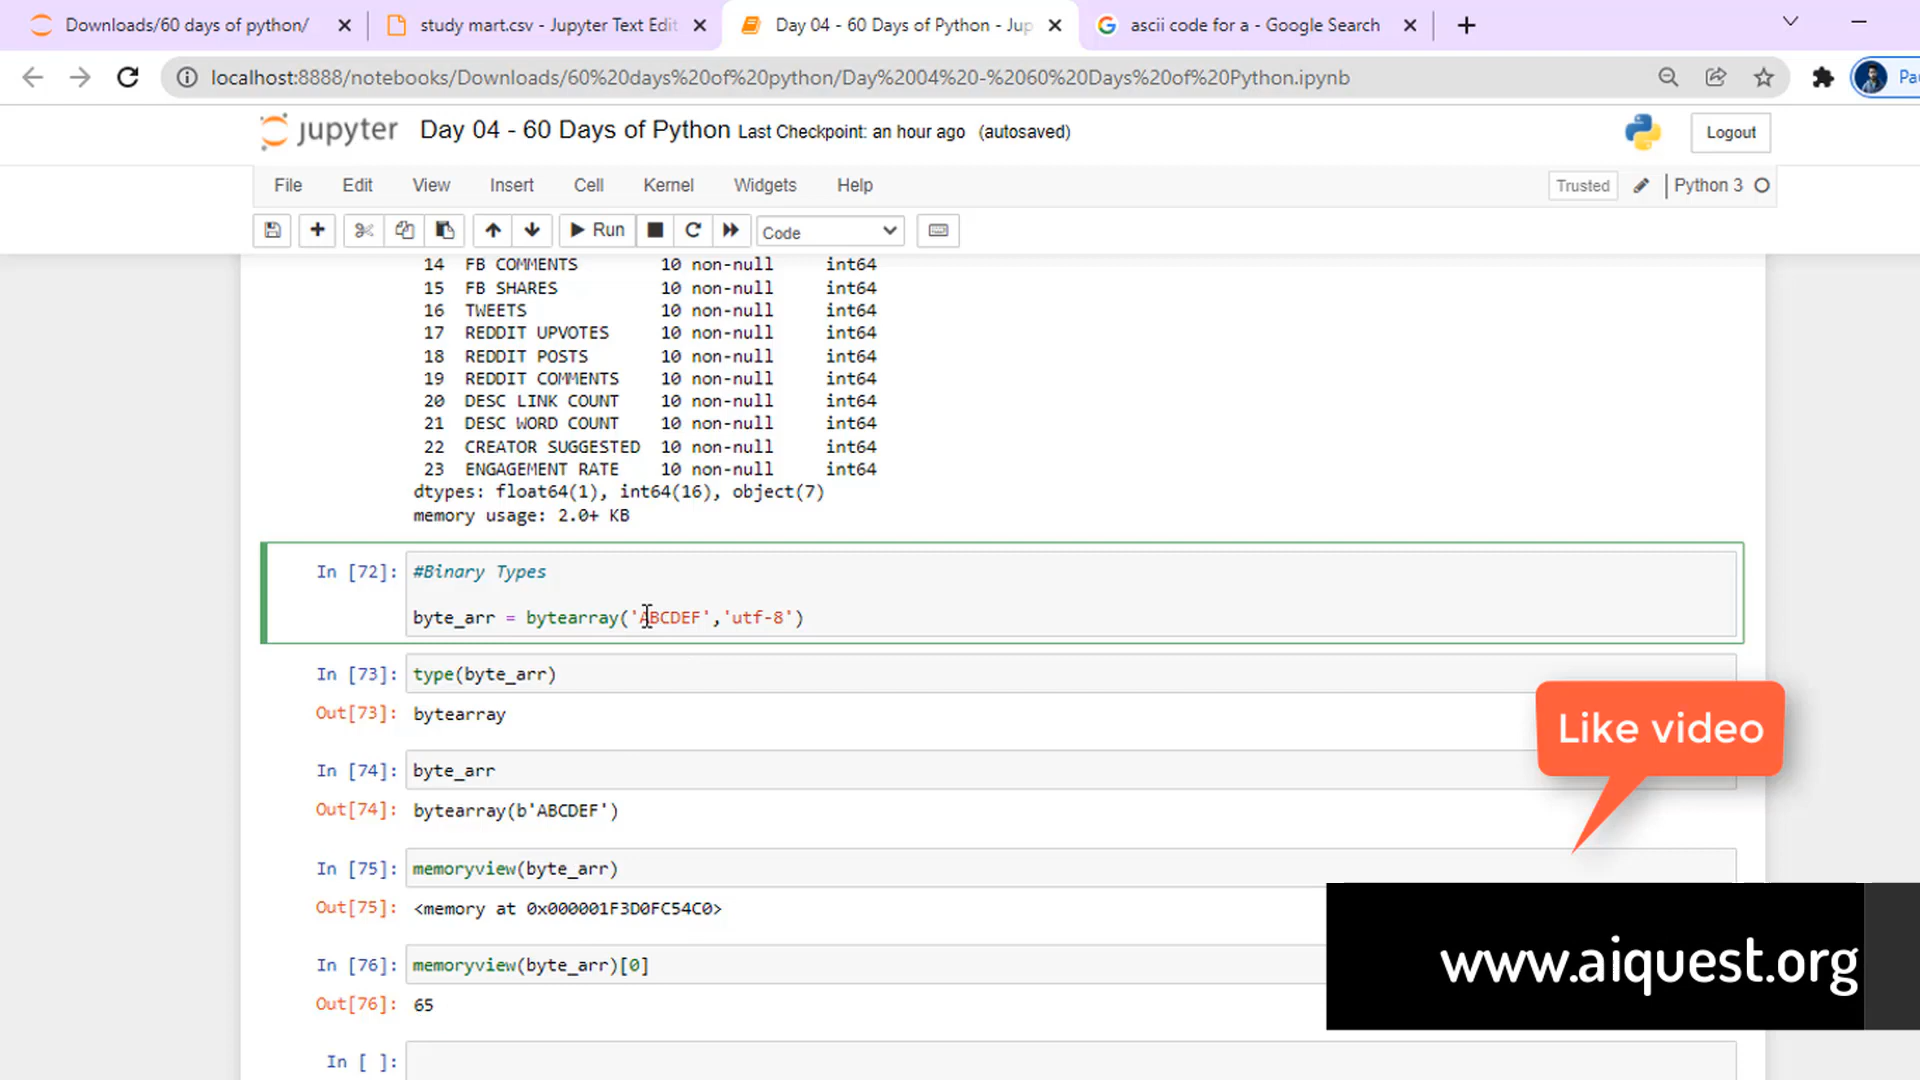 Downloads/60 days of python/
study mart.csv - Jupyter Text Edit
Day 04 - 60 Days of Python - Jup
ascii code for a - Google Search
localhost:8888/notebooks/Downloads/60%20days%20of%20python/Day%2004%20-%2060%20Days%20of%20Python.ipynb
Pa
jupyter Day 04 - 60 Days of Python Last Checkpoint: an hour ago (autosaved)
Logout
File Edit View Insert Cell Kernel Widgets Help
Trusted
Python 3
Run
Code
14 FB COMMENTS 10 non-null int64
15 FB SHARES 10 non-null int64
16 TWEETS 10 non-null int64
17 REDDIT UPVOTES 10 non-null int64
18 REDDIT POSTS 10 non-null int64
19 REDDIT COMMENTS 10 non-null int64
20 DESC LINK COUNT 10 non-null int64
21 DESC WORD COUNT 10 non-null int64
22 CREATOR SUGGESTED 10 non-null int64
23 ENGAGEMENT RATE 10 non-null int64
dtypes: float64(1), int64(16), object(7)
memory usage: 2.0+ KB
In [72]: #Binary Types
byte_arr = bytearray('ABCDEF','utf-8')
In [73]: type(byte_arr)
Out[73]: bytearray
In [74]: byte_arr
Out[74]: bytearray(b'ABCDEF')
In [75]: memoryview(byte_arr)
Out[75]: <memory at 0x000001F3D0FC54C0>
In [76]: memoryview(byte_arr)[0]
Out[76]: 65
In [ ]:
Like video
www.aiquest.org